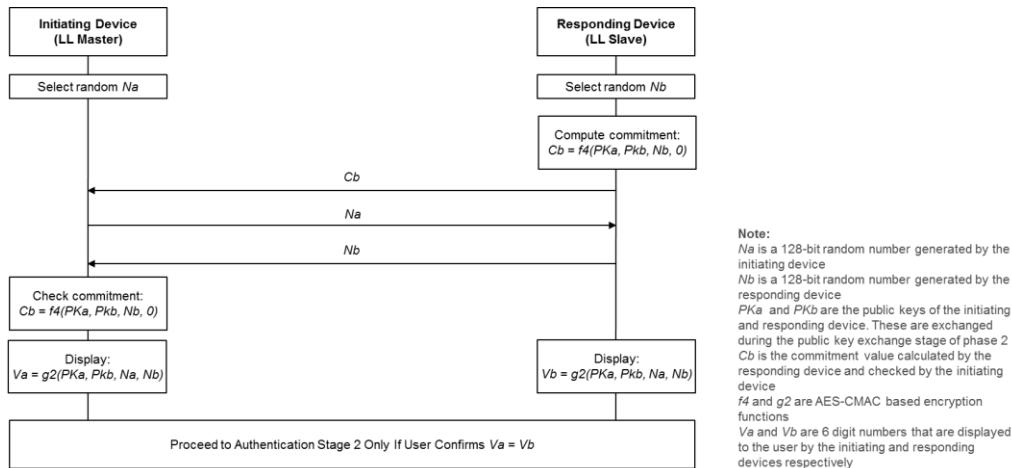 Initiating Device
(LL Master)
Responding Device
(LL Slave)
Select random Na
Select random Nb
Compute commitment:
Cb = f4(PKa, Pkb, Nb, 0)
Cb
Na
Nb
Check commitment:
Cb = f4(PKa, Pkb, Nb, 0)
Display:
Va = g2(PKa, Pkb, Na, Nb)
Display:
Vb = g2(PKa, Pkb, Na, Nb)
Proceed to Authentication Stage 2 Only If User Confirms Va = Vb
Note:
Na is a 128-bit random number generated by the
initiating device
Nb is a 128-bit random number generated by the
responding device
PKa and PKb are the public keys of the initiating
and responding device. These are exchanged
during the public key exchange stage of phase 2
Cb is the commitment value calculated by the
responding device and checked by the initiating
device
f4 and g2 are AES-CMAC based encryption
functions
Va and Vb are 6 digit numbers that are displayed
to the user by the initiating and responding
devices respectively